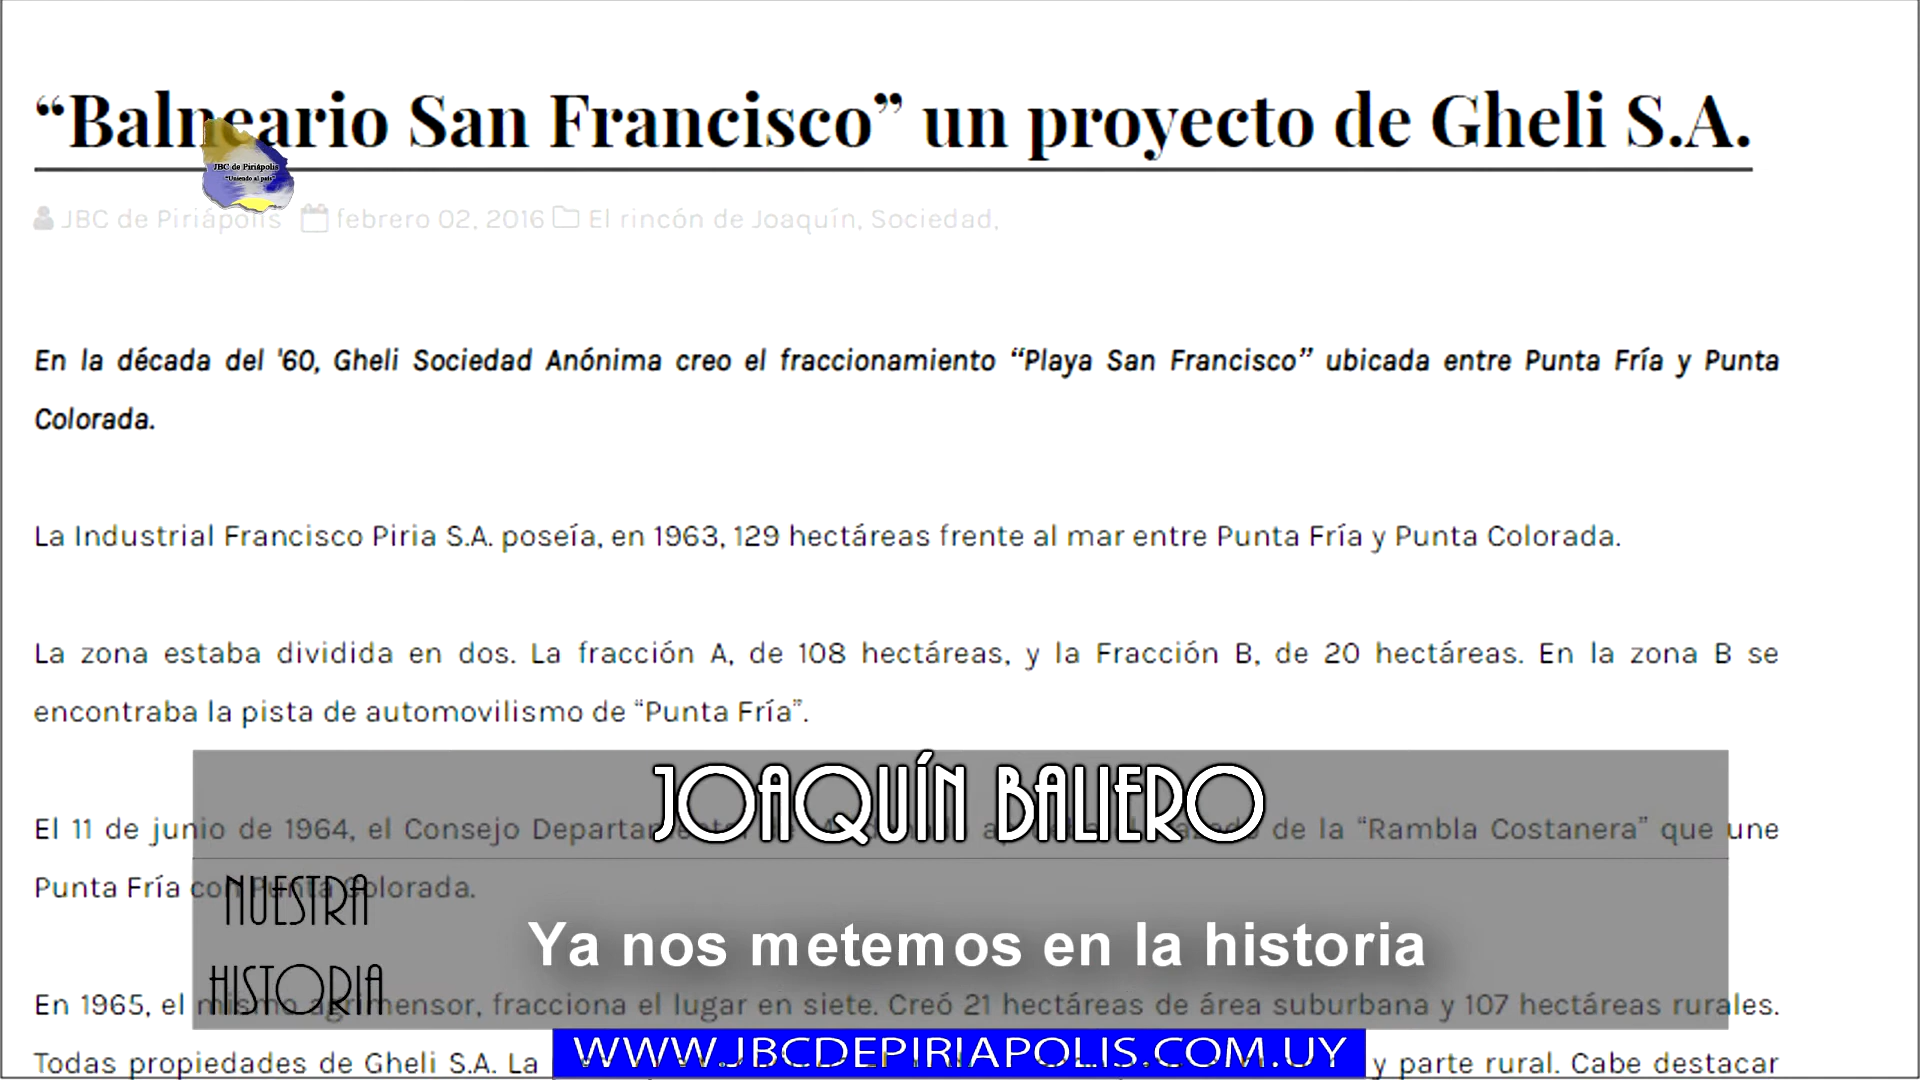 “Balneario San Francisco” un proyecto de Gheli S.A.
JBC de Piriápolis
“Uniendo al país”
JBC de Piriápolis febrero 02, 2016 El rincón de Joaquín, Sociedad,
En la década del '60, Gheli Sociedad Anónima creo el fraccionamiento “Playa San Francisco” ubicada entre Punta Fría y Punta
Colorada.
La Industrial Francisco Piria S.A. poseía, en 1963, 129 hectáreas frente al mar entre Punta Fría y Punta Colorada.
La zona estaba dividida en dos. La fracción A, de 108 hectáreas, y la Fracción B, de 20 hectáreas. En la zona B se
encontraba la pista de automovilismo de “Punta Fría”.
JOAQUÍN BALIERO
El 11 de junio de 1964, el Consejo de la “Rambla Costanera” que une
Punta Fría con Punta Colorada.
NUESTRA
HISTORIA
Ya nos metemos en la historia
En 1965, el mismo agrimensor, fracciona el lugar en siete. Creó 21 hectáreas de área suburbana y 107 hectáreas rurales.
Todas propiedades de Gheli S.A. La y parte rural. Cabe destacar
WWW.JBCDEPIRIAPOLIS.COM.UY